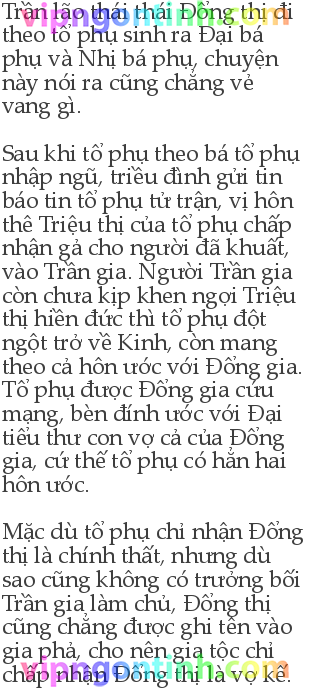 Trần lão thái thái Đổng thị đi
theo tổ phụ sinh ra Đại bá
phụ và Nhị bá phụ, chuyện
này nói ra cũng chẳng vẻ
vang gì.
Sau khi tổ phụ theo bá tổ phụ
nhập ngũ, triều đình gửi tin
báo tin tổ phụ tử trận, vị hôn
thê Triệu thị của tổ phụ chấp
nhận gả cho người đã khuất,
vào Trần gia. Người Trần gia
còn chưa kịp khen ngợi Triệu
thị hiền đức thì tổ phụ đột
ngột trở về Kinh, còn mang
theo cả hôn ước với Đổng gia.
Tổ phụ được Đổng gia cứu
mạng, bèn đính ước với Đại
tiểu thư con vợ cả của Đổng
gia, cứ thế tổ phụ có hẳn hai
hôn ước.
Mặc dù tổ phụ chỉ nhận Đổng
thị là chính thất, nhưng dù
sao cũng không có trưởng bối
Trần gia làm chủ, Đổng thị
cũng chẳng được ghi tên vào
gia phả, cho nên gia tộc chỉ
chấp nhận Đổng thị là vợ kế.
vipngontinh.com
vipngontinh.com